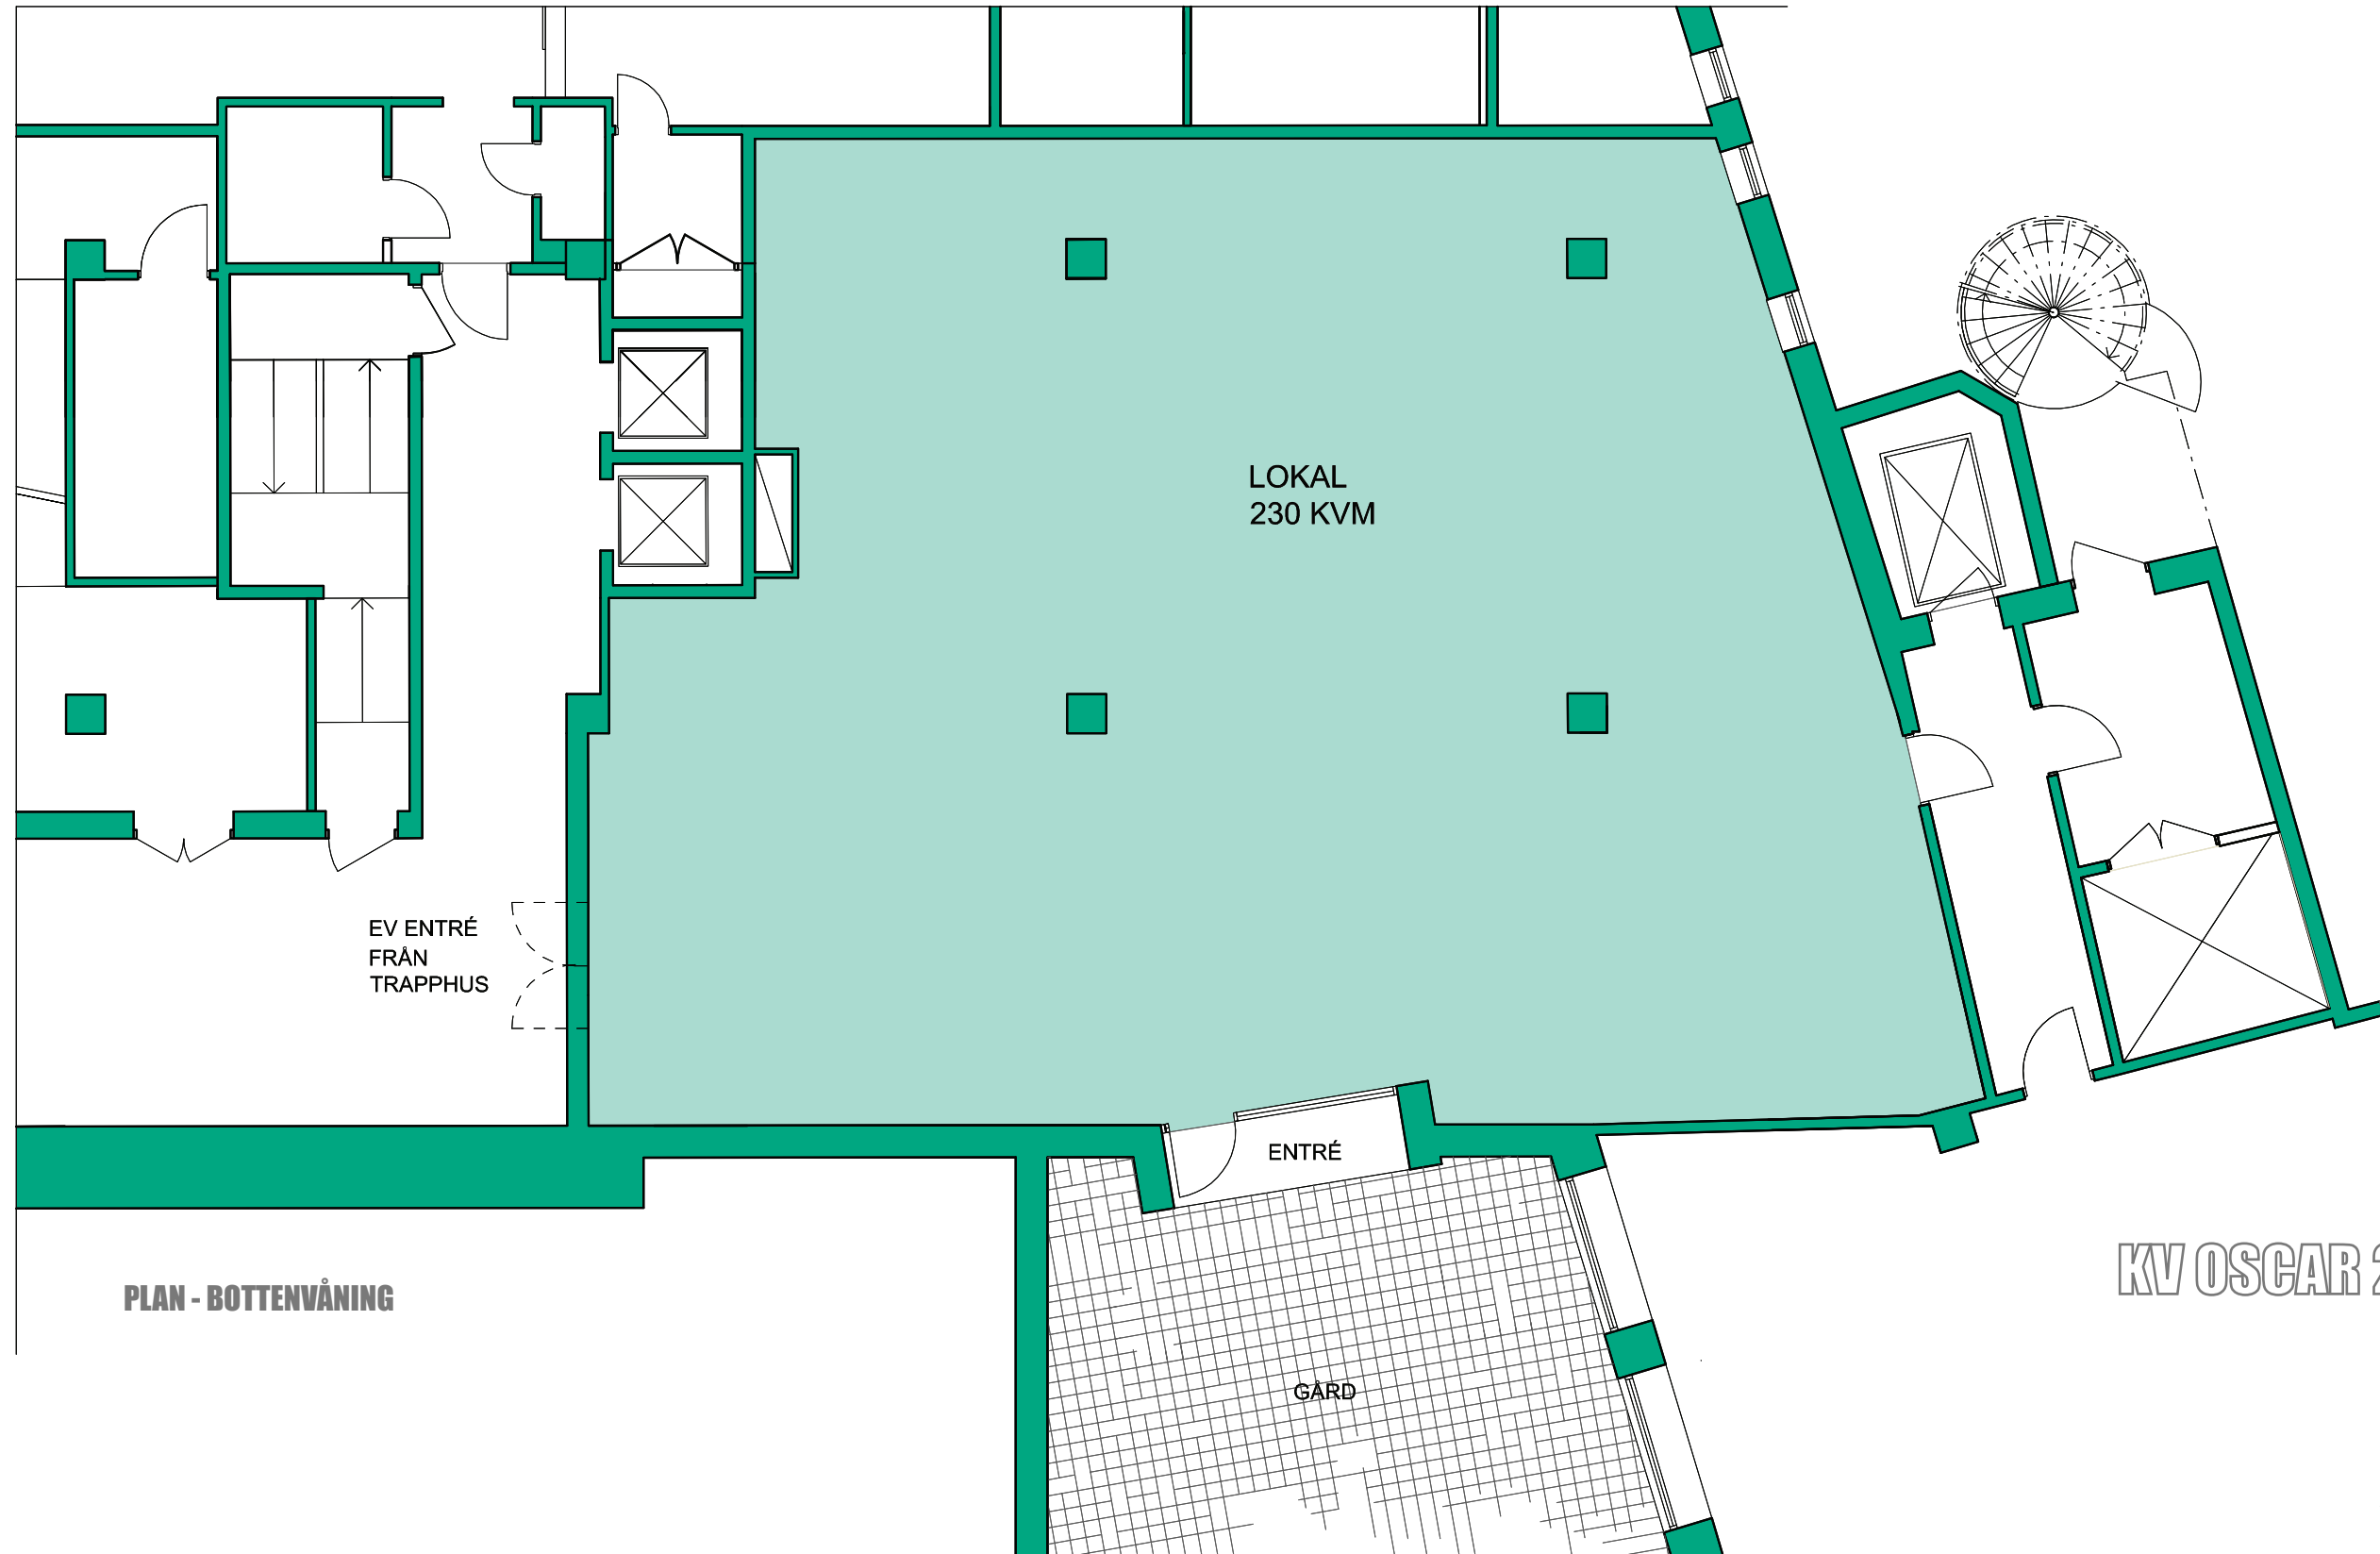 LOKAL
230 KVM
EV ENTRÉ
FRÅN
TRAPPHUS
ENTRÉ
GÅRD
PLAN - BOTTENVÅNING
KV OSCAR